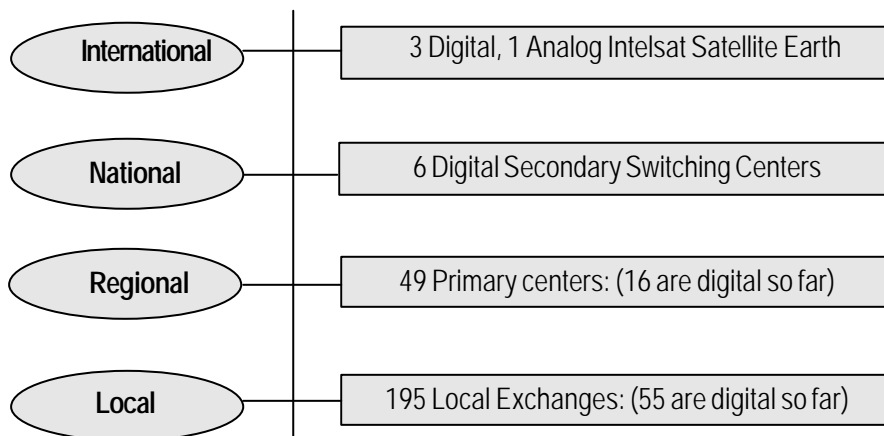 International
3 Digital, 1 Analog Intelsat Satellite Earth
National
6 Digital Secondary Switching Centers
Regional
49 Primary centers: (16 are digital so far)
Local
195 Local Exchanges: (55 are digital so far)